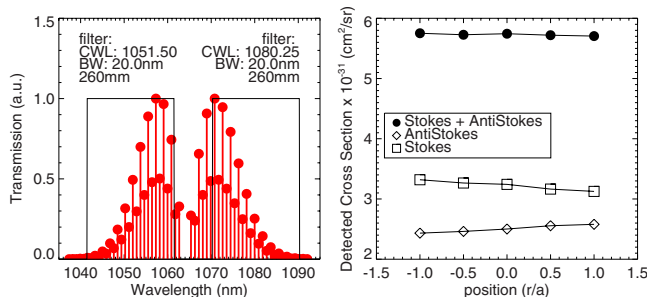 filter:
CWL: 1051.50
BW: 20.0nm
260mm
filter:
CWL: 1080.25
BW: 20.0nm
260mm
Transmission (a.u.)
1.5
1.0
0.5
0.0
1040 1050 1060 1070 1080 1090
Wavelength (nm)
Detected Cross Section x 10^-31 (cm^2/sr)
6
5
4
3
2
Stokes + AntiStokes
AntiStokes
Stokes
-1.5 -1.0 -0.5 0.0 0.5 1.0 1.5
position (r/a)